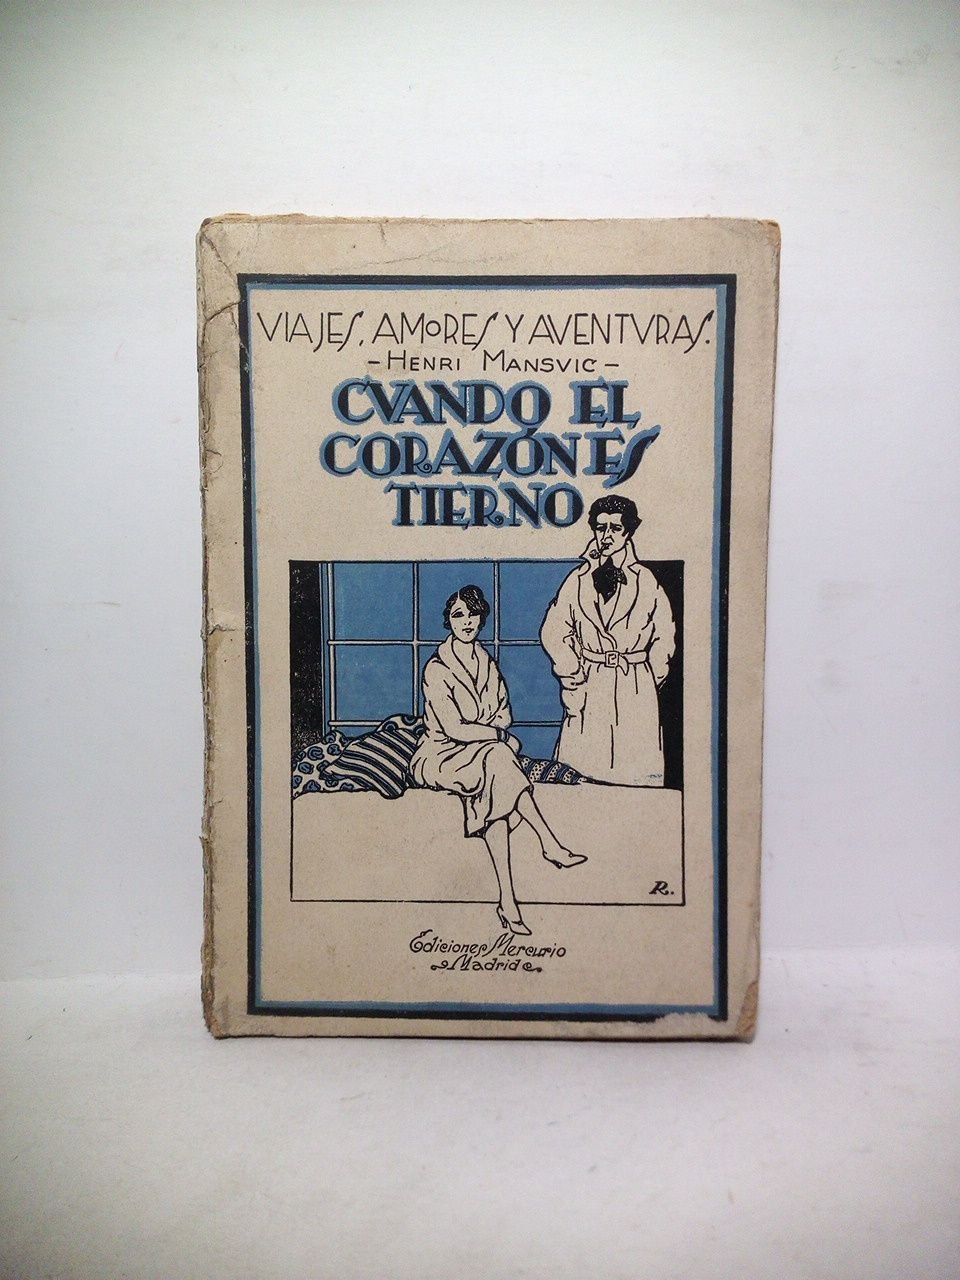 VIAJES, AMORES Y AVENTVRAS.
- HENRI MANSVIC -
CVANDO EL
CORAZÓN ES
TIERNO
R.
Ediciones Mercurio
Madrid